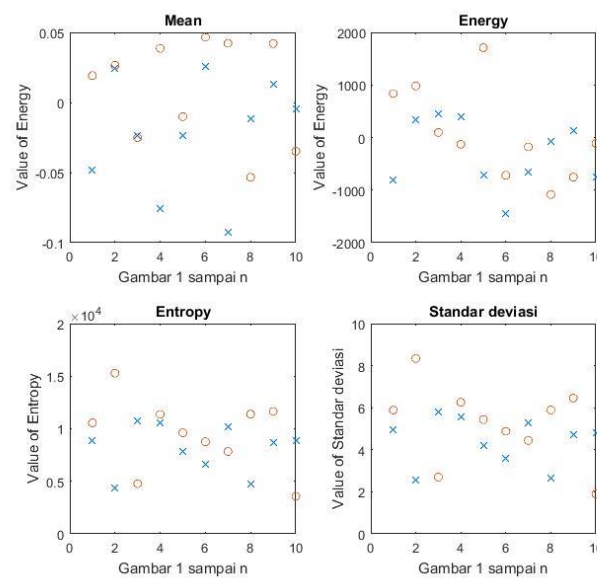 Mean
0.05
0
-0.05
-0.1
0 2 4 6 8 10
Value of Energy
Gambar 1 sampai n
Energy
2000
1000
0
-1000
-2000
0 2 4 6 8 10
Value of Energy
Gambar 1 sampai n
Entropy
×10⁴
2
1.5
1
0.5
0
0 2 4 6 8 10
Value of Entropy
Gambar 1 sampai n
Standar deviasi
10
8
6
4
2
0
0 2 4 6 8 10
Value of Standar deviasi
Gambar 1 sampai n